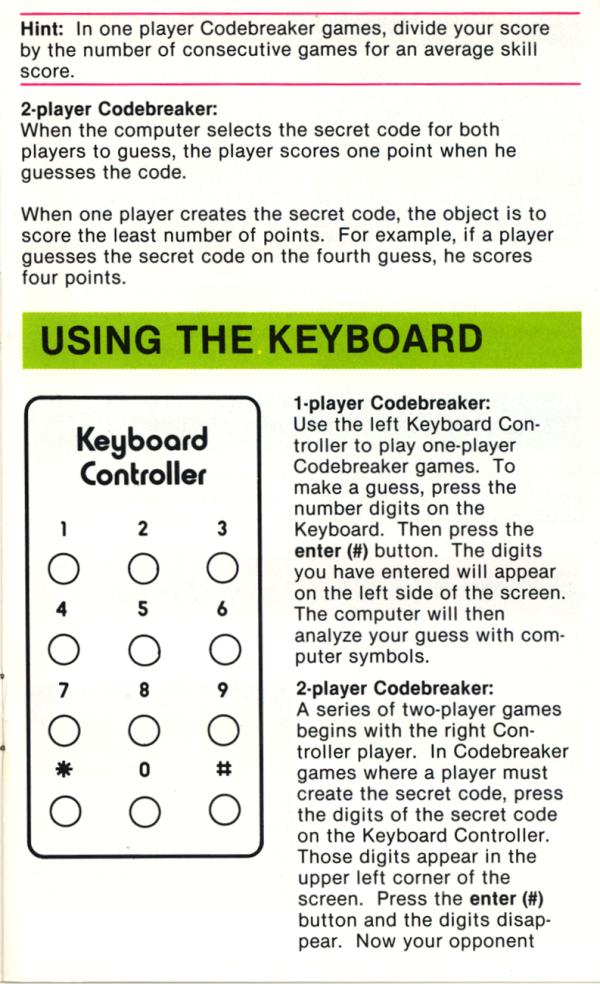 Hint: In one player Codebreaker games, divide your score
by the number of consecutive games for an average skill
score.
2-player Codebreaker:
When the computer selects the secret code for both
players to guess, the player scores one point when he
guesses the code.
When one player creates the secret code, the object is to
score the least number of points. For example, if a player
guesses the secret code on the fourth guess, he scores
four points.
USING THE KEYBOARD
Keyboard
Controller
1 2 3
4 5 6
7 8 9
* 0 #
1-player Codebreaker:
Use the left Keyboard Con-
troller to play one-player
Codebreaker games. To
make a guess, press the
number digits on the
Keyboard. Then press the
enter (#) button. The digits
you have entered will appear
on the left side of the screen.
The computer will then
analyze your guess with com-
puter symbols.
2-player Codebreaker:
A series of two-player games
begins with the right Con-
troller player. In Codebreaker
games where a player must
create the secret code, press
the digits of the secret code
on the Keyboard Controller.
Those digits appear in the
upper left corner of the
screen. Press the enter (#)
button and the digits disap-
pear. Now your opponent